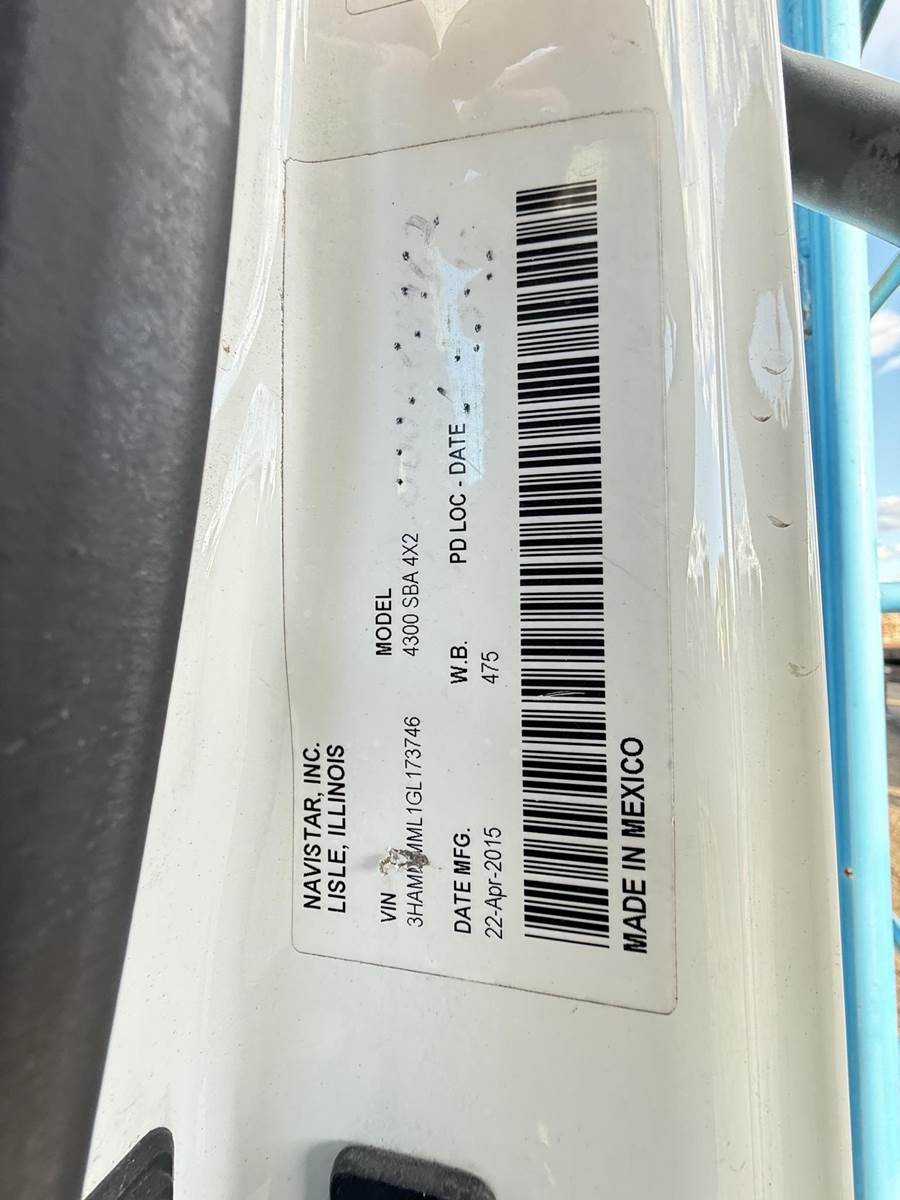 NAVISTAR, INC.
LISLE, ILLINOIS
VIN MODEL
4300 SBA 4X2
DATE MFG. W.B. PD LOC - DATE
22-Apr-2015 475
MADE IN MEXICO